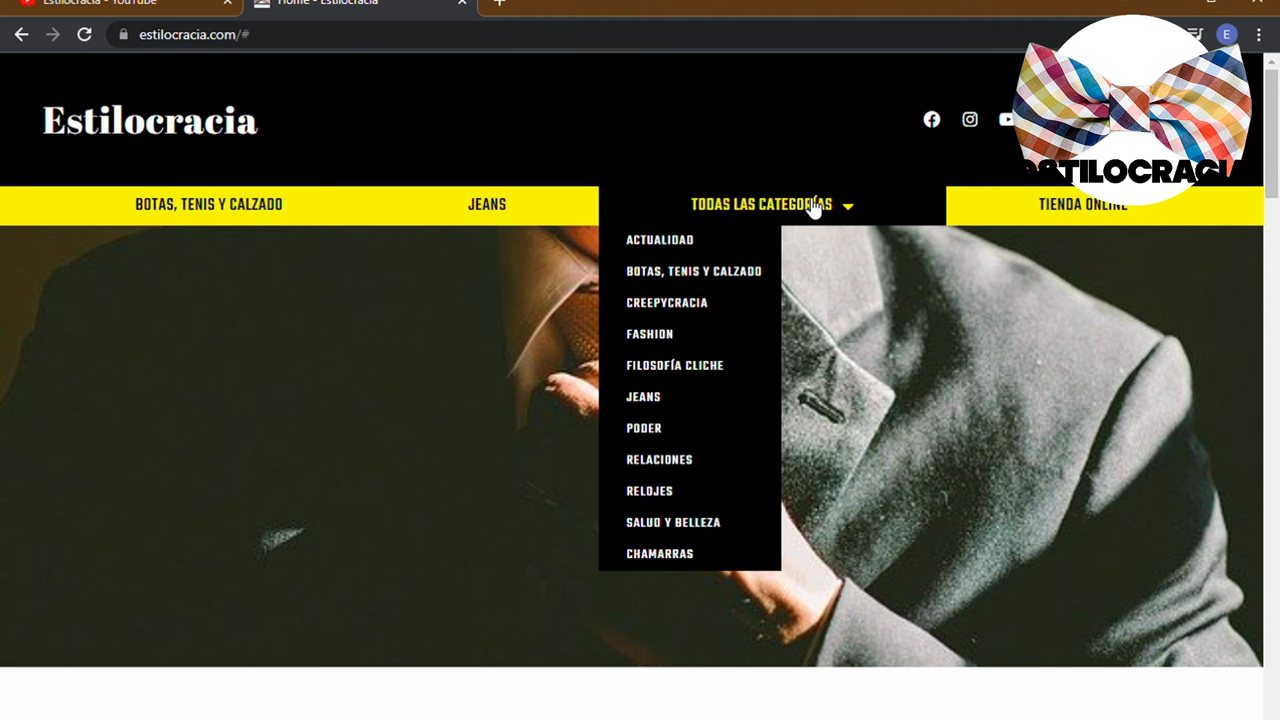 Estilocracia - YouTube
Home - Estilocracia
estilocracia.com/#
E
Estilocracia
BOTAS, TENIS Y CALZADO
JEANS
TODAS LAS CATEGORÍAS
TIENDA ONLINE
ACTUALIDAD
BOTAS, TENIS Y CALZADO
CREEPYCRACIA
FASHION
FILOSOFÍA CLICHE
JEANS
PODER
RELACIONES
RELOJES
SALUD Y BELLEZA
CHAMARRAS